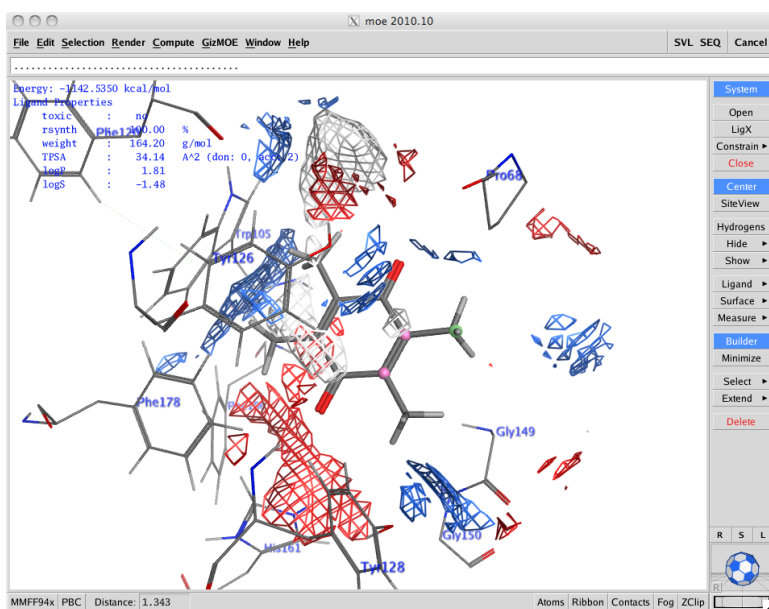 moe 2010.10
File Edit Selection Render Compute GizMOE Window Help SVL SEQ Cancel
.......................................
Energy: -1142.5350 kcal/mol
Ligand Properties
toxic : no
rsynth : 100.00 %
weight : 164.20 g/mol
TPSA : 34.14 A^2 (don: 0, acc: 2)
logP : 1.81
logS : -1.48
Pro68
Trp105
Tyr126
Phe178
Gly149
Gly150
His161
Tyr128
System
Open
LigX
Constrain
Close
Center
SiteView
Hydrogens
Hide
Show
Ligand
Surface
Measure
Builder
Minimize
Select
Extend
Delete
R S L
R
MMFF94x PBC Distance: 1.343 Atoms Ribbon Contacts Fog ZClip